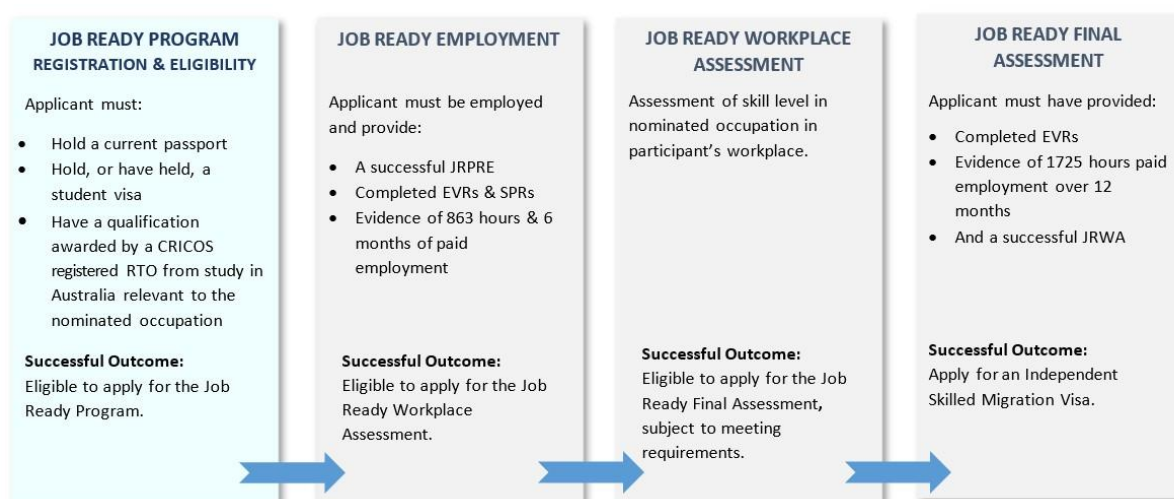 JOB READY PROGRAM
REGISTRATION & ELIGIBILITY
Applicant must:
• Hold a current passport
• Hold, or have held, a
student visa
• Have a qualification
awarded by a CRICOS
registered RTO from study in
Australia relevant to the
nominated occupation
Successful Outcome:
Eligible to apply for the Job
Ready Program.
JOB READY EMPLOYMENT
Applicant must be employed
and provide:
• A successful JRPRE
• Completed EVRs & SPRs
• Evidence of 863 hours & 6
months of paid
employment
Successful Outcome:
Eligible to apply for the Job
Ready Workplace
Assessment.
JOB READY WORKPLACE
ASSESSMENT
Assessment of skill level in
nominated occupation in
participant's workplace.
Successful Outcome:
Eligible to apply for the Job
Ready Final Assessment,
subject to meeting
requirements.
JOB READY FINAL
ASSESSMENT
Applicant must have provided:
• Completed EVRs
• Evidence of 1725 hours paid
employment over 12
months
• And a successful JRWA
Successful Outcome:
Apply for an Independent
Skilled Migration Visa.